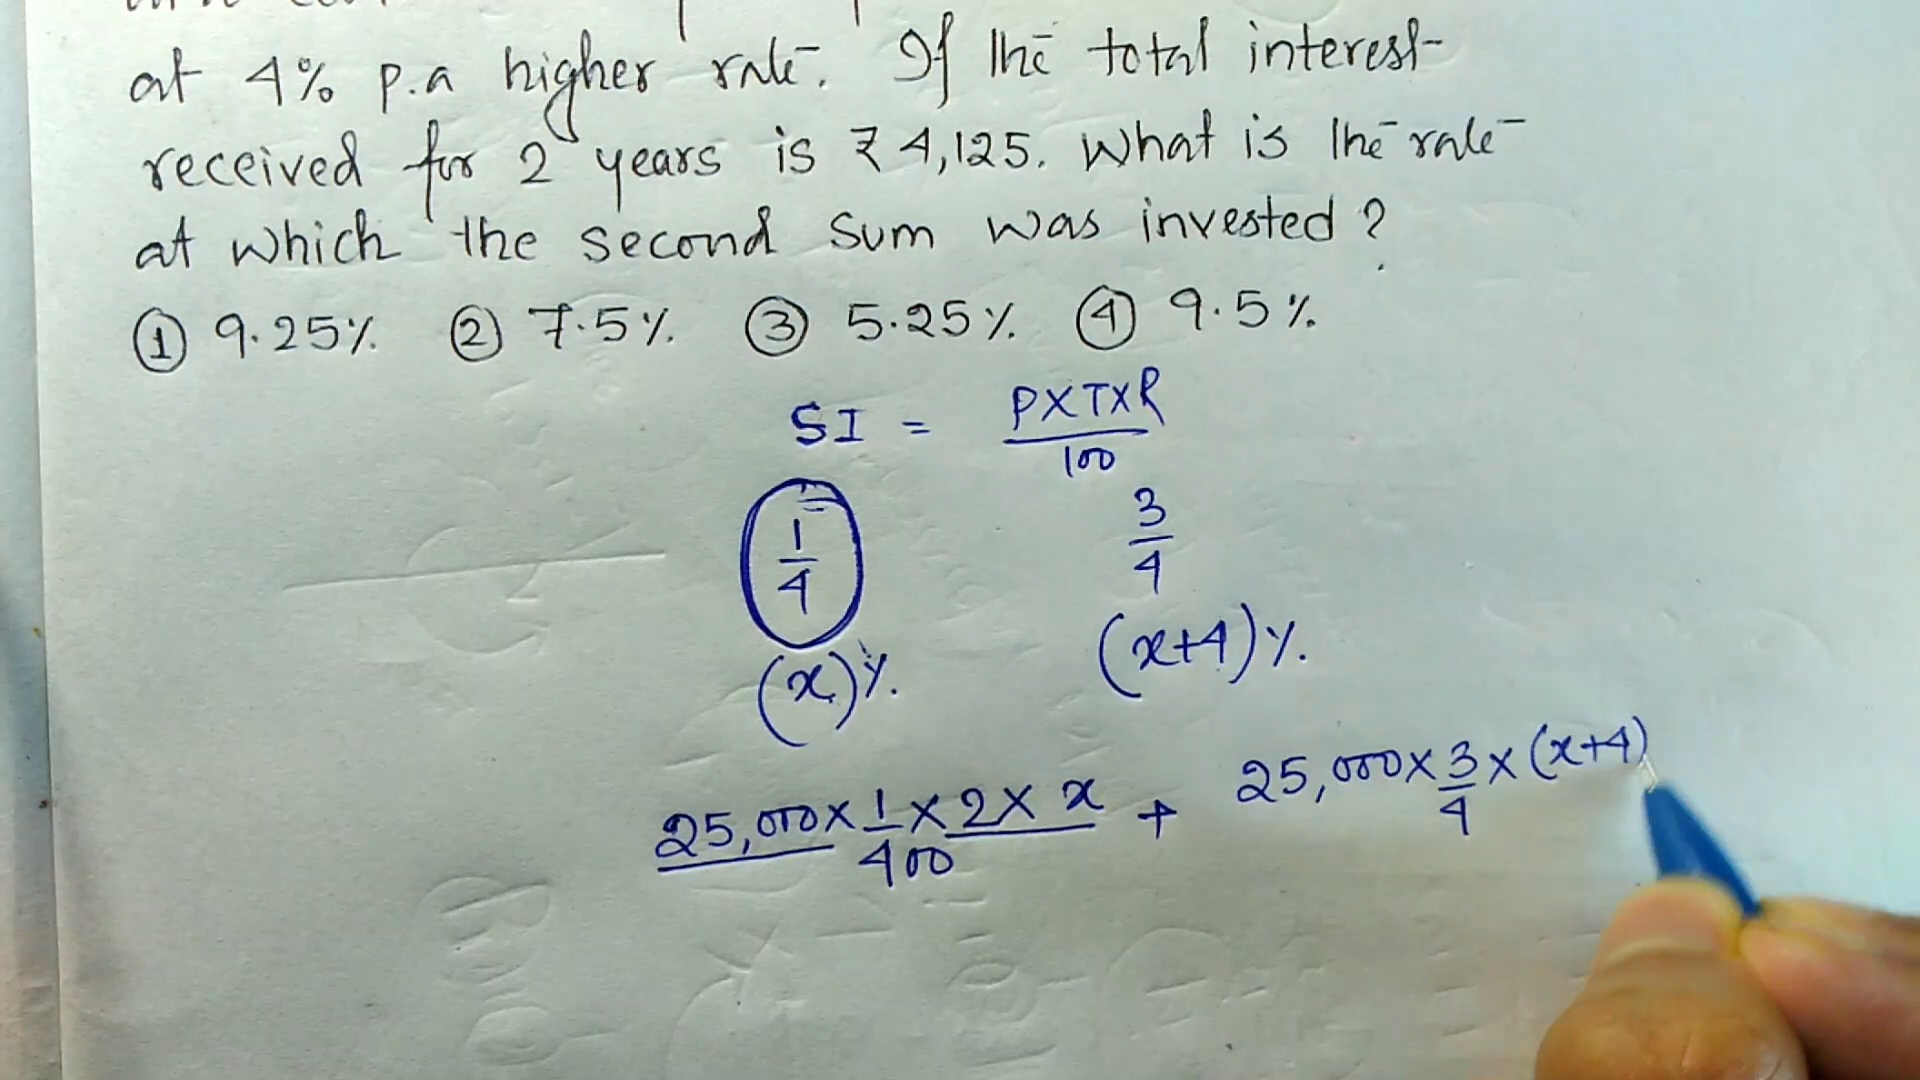 at 4% p.a higher rate. If the total interest
received for 2 years is ₹4,125. What is the rate
at which the second sum was invested?
① 9.25% ② 7.5% ③ 5.25% ④ 9.5%
SI = P×T×R
100
1 3
4 4
(x)% (x+4)%
25,000×1×2×x + 25,000×3×(x+4)
400 4